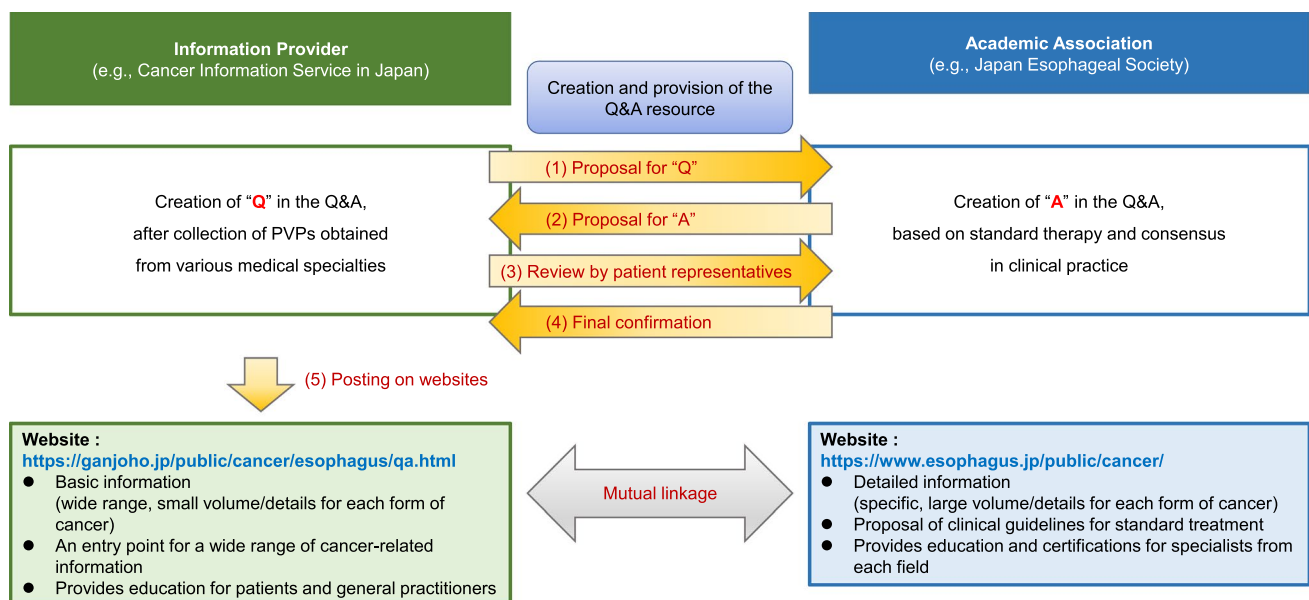 Information Provider
(e.g., Cancer Information Service in Japan)
Creation and provision of the
Q&A resource
Academic Association
(e.g., Japan Esophageal Society)
Creation of “Q” in the Q&A,
after collection of PVPs obtained
from various medical specialties
(1) Proposal for “Q”
(2) Proposal for “A”
(3) Review by patient representatives
(4) Final confirmation
Creation of “A” in the Q&A,
based on standard therapy and consensus
in clinical practice
(5) Posting on websites
Website :
https://ganjoho.jp/public/cancer/esophagus/qa.html
● Basic information
(wide range, small volume/details for each form of
cancer)
● An entry point for a wide range of cancer-related
information
● Provides education for patients and general practitioners
Mutual linkage
Website :
https://www.esophagus.jp/public/cancer/
● Detailed information
(specific, large volume/details for each form of cancer)
● Proposal of clinical guidelines for standard treatment
● Provides education and certifications for specialists from
each field